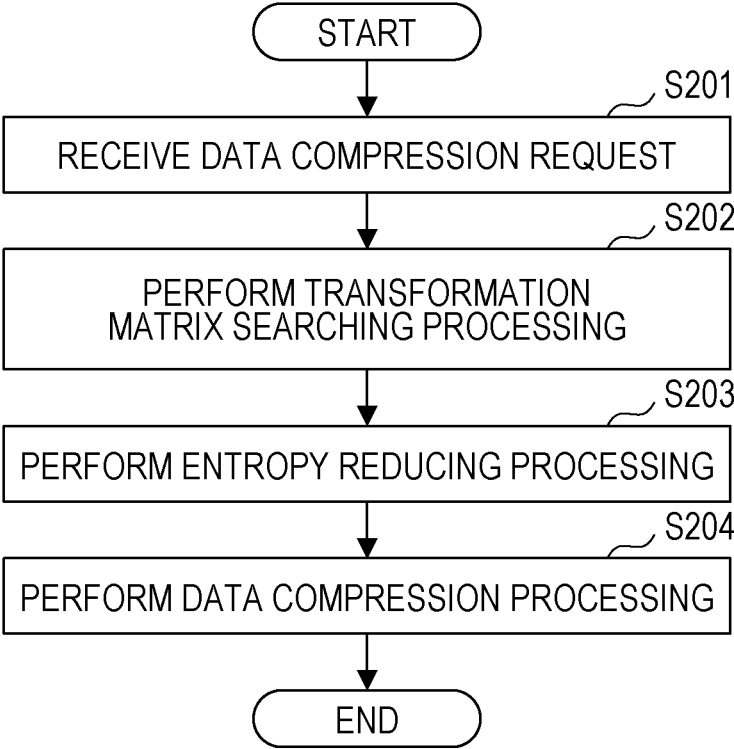 START
S201
RECEIVE DATA COMPRESSION REQUEST
S202
PERFORM TRANSFORMATION
MATRIX SEARCHING PROCESSING
S203
PERFORM ENTROPY REDUCING PROCESSING
S204
PERFORM DATA COMPRESSION PROCESSING
END